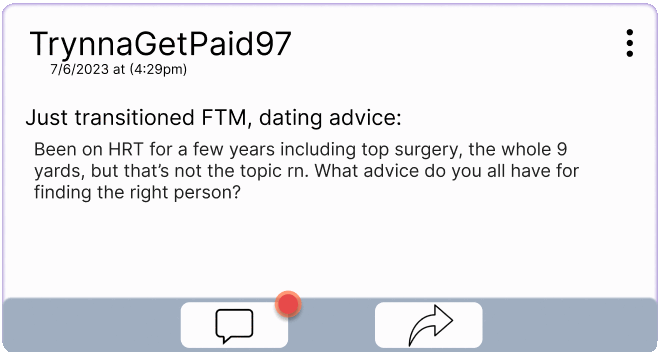 TrynnaGetPaid97
7/6/2023 at (4:29pm)
Just transitioned FTM, dating advice:
Been on HRT for a few years including top surgery, the whole 9
yards, but that’s not the topic rn. What advice do you all have for
finding the right person?